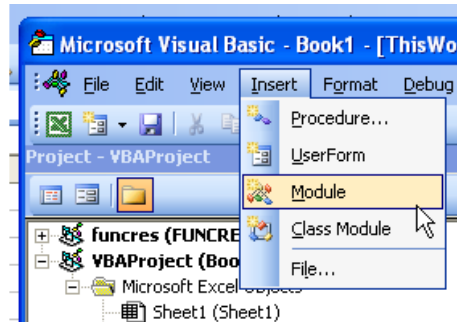 Microsoft Visual Basic - Book1 - [ThisWo
File Edit View Insert Format Debug
Procedure...
Project - VBAProject
UserForm
Module
Class Module
funcres (FUNCRE
VBAProject (Boo
File...
Microsoft Excel Objects
Sheet1 (Sheet1)